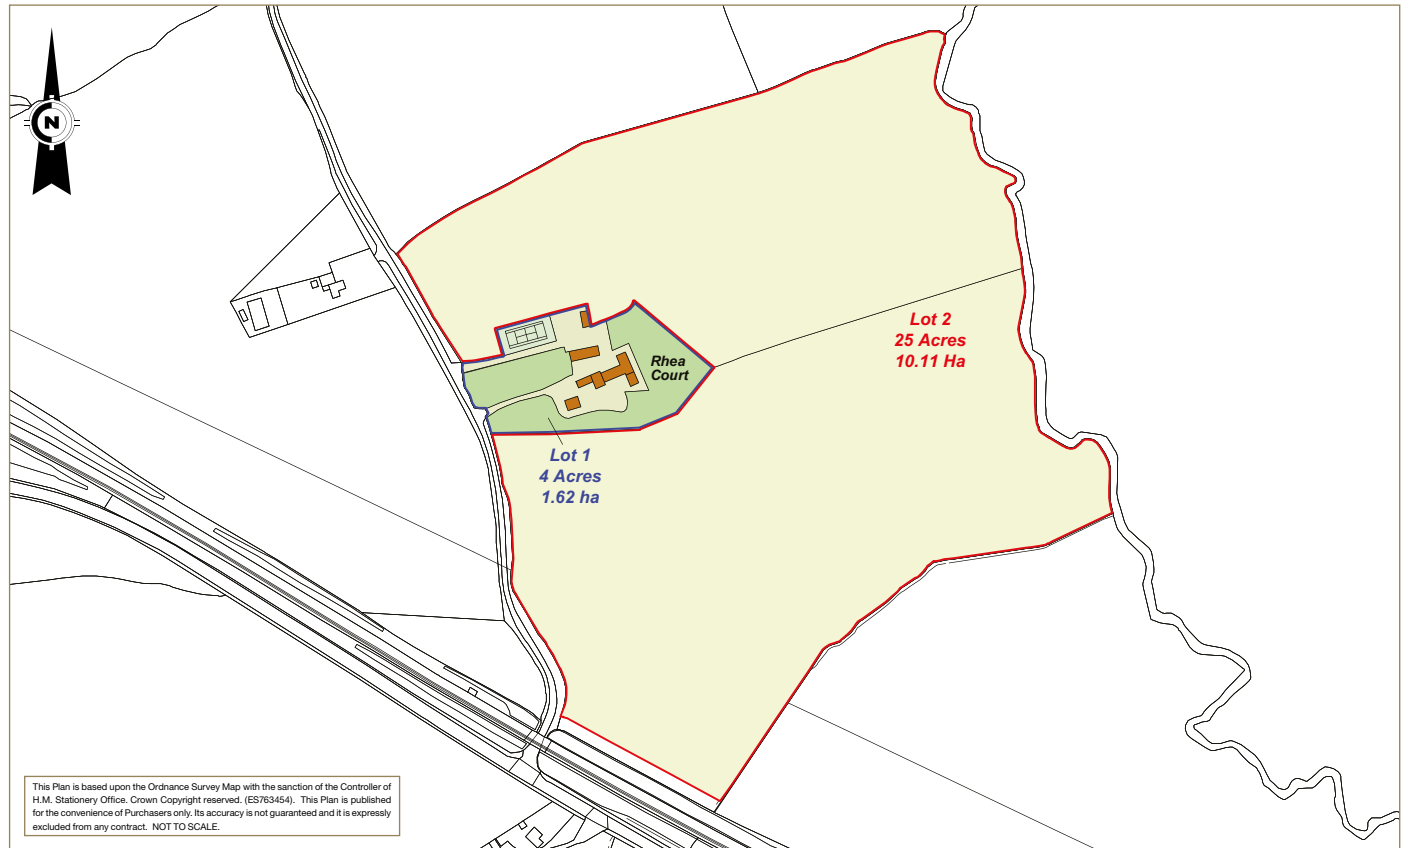 N
Lot 2
25 Acres
10.11 Ha
Rhea
Court
Lot 1
4 Acres
1.62 ha
This Plan is based upon the Ordnance Survey Map with the sanction of the Controller of
H.M. Stationery Office. Crown Copyright reserved. (ES763454). This Plan is published
for the convenience of Purchasers only. Its accuracy is not guaranteed and it is expressly
excluded from any contract. NOT TO SCALE.